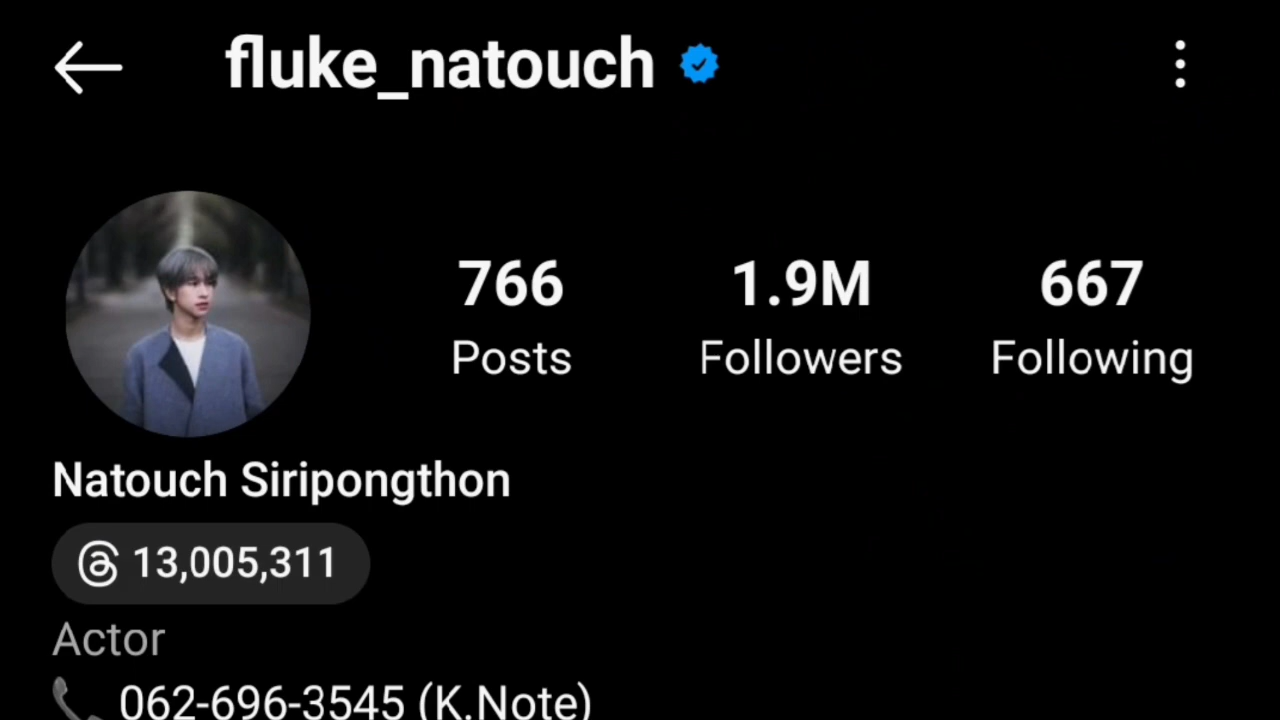 fluke_natouch
766 1.9M 667
Posts Followers Following
Natouch Siripongthon
13,005,311
Actor
062-696-3545 (K.Note)